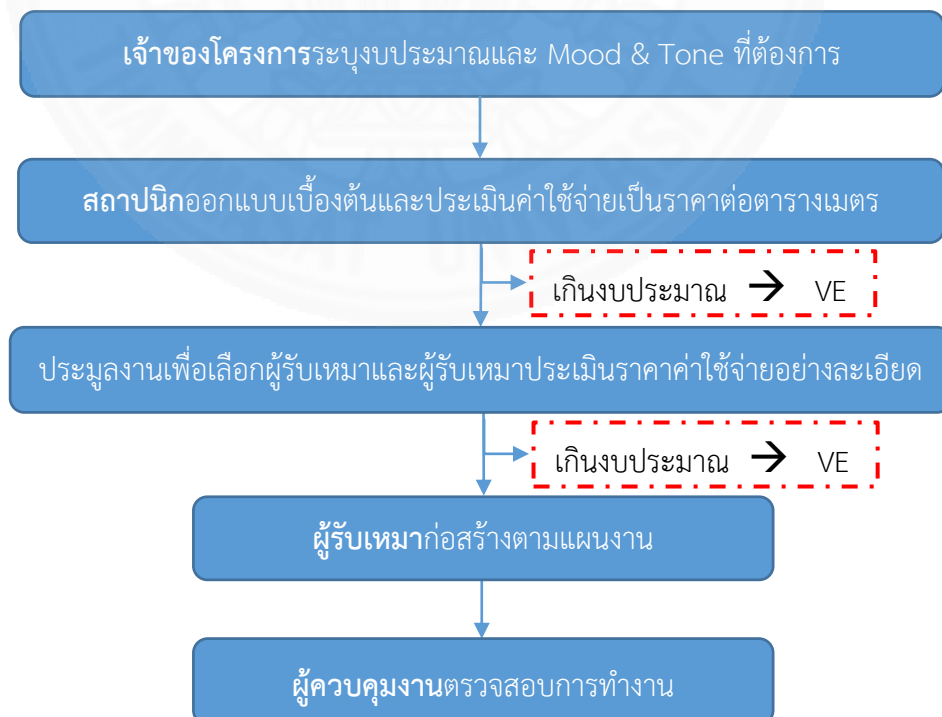 เจ้าของโครงการระบุงบประมาณและ Mood & Tone ที่ต้องการ
สถาปนิกออกแบบเบื้องต้นและประเมินค่าใช้จ่ายเป็นราคาต่อตารางเมตร
เกินงบประมาณ → VE
ประมูลงานเพื่อเลือกผู้รับเหมาและผู้รับเหมาประเมินราคาค่าใช้จ่ายอย่างละเอียด
เกินงบประมาณ → VE
ผู้รับเหมาก่อสร้างตามแผนงาน
ผู้ควบคุมงานตรวจสอบการทำงาน